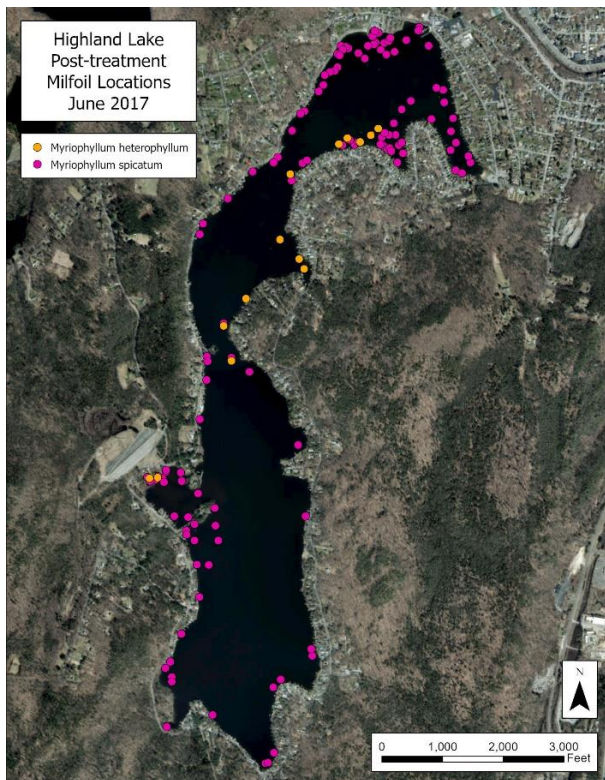 Highland Lake
Post-treatment
Milfoil Locations
June 2017
Myriophyllum heterophyllum
Myriophyllum spicatum
N
0 1,000 2,000 3,000
Feet